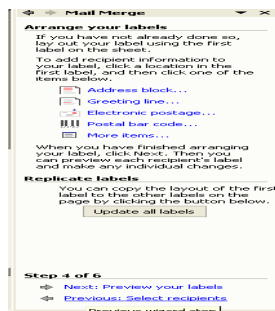 Mail Merge
Arrange your labels
If you have not already done so,
lay out your label using the first
label on the sheet.
To add recipient information to
your label, click a location in the
first label, and then click one of the
items below.
Address block...
Greeting line...
Electronic postage...
Postal bar code...
More items...
When you have finished arranging
your label, click Next. Then you
can preview each recipient's label
and make any individual changes.
Replicate labels
You can copy the layout of the first
label to the other labels on the
page by clicking the button below.
Update all labels
Step 4 of 6
Next: Preview your labels
Previous: Select recipients
Previous wizard step